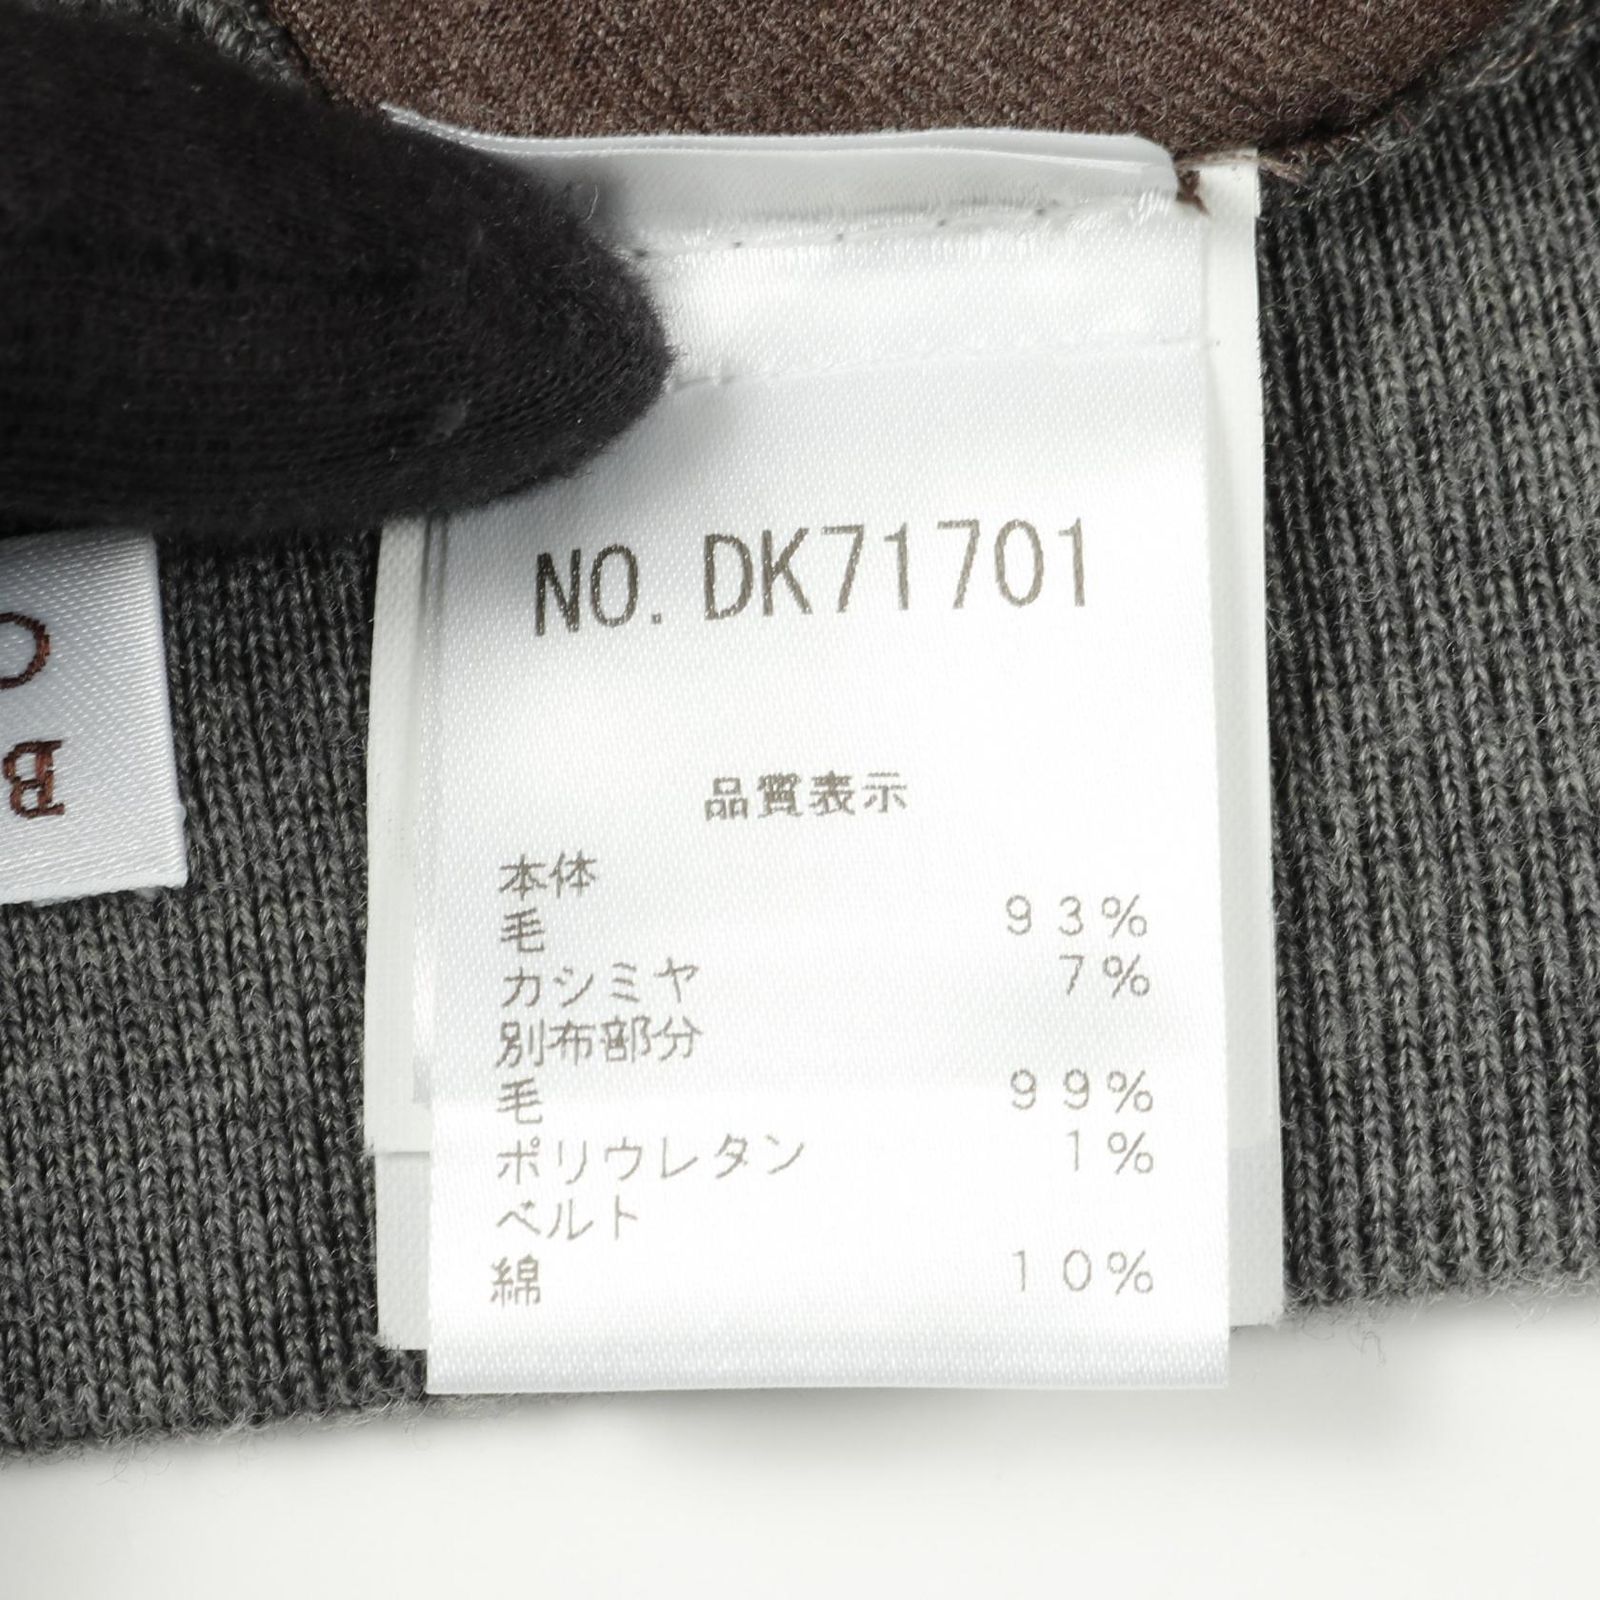 NO. DK71701
品質表示
本体
毛 93%
カシミヤ 7%
別布部分
毛 99%
ポリウレタン 1%
ベルト
綿 10%
C
B